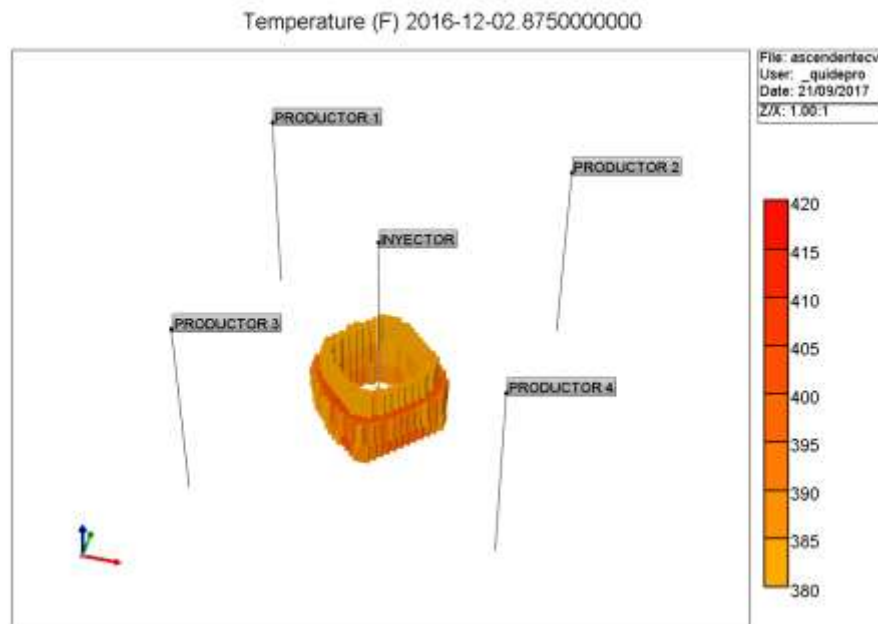 Temperature (F) 2016-12-02.8750000000
File: ascendentecv
User: _quidepro
Date: 21/09/2017
Z/X: 1.00:1
PRODUCTOR 1
PRODUCTOR 2
INYECTOR
PRODUCTOR 3
PRODUCTOR 4
420
415
410
405
400
395
390
385
380